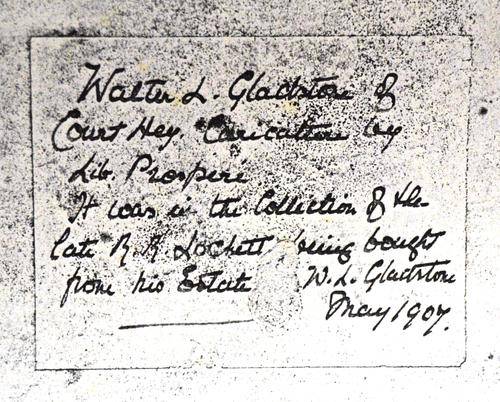 Walter L. Gladstone of
Court Hey. Caricature by
Lib. Prosperi
It was in the Collection of the
late R. R. Lockett being bought
from his Estate W. L. Gladstone
May 1907.